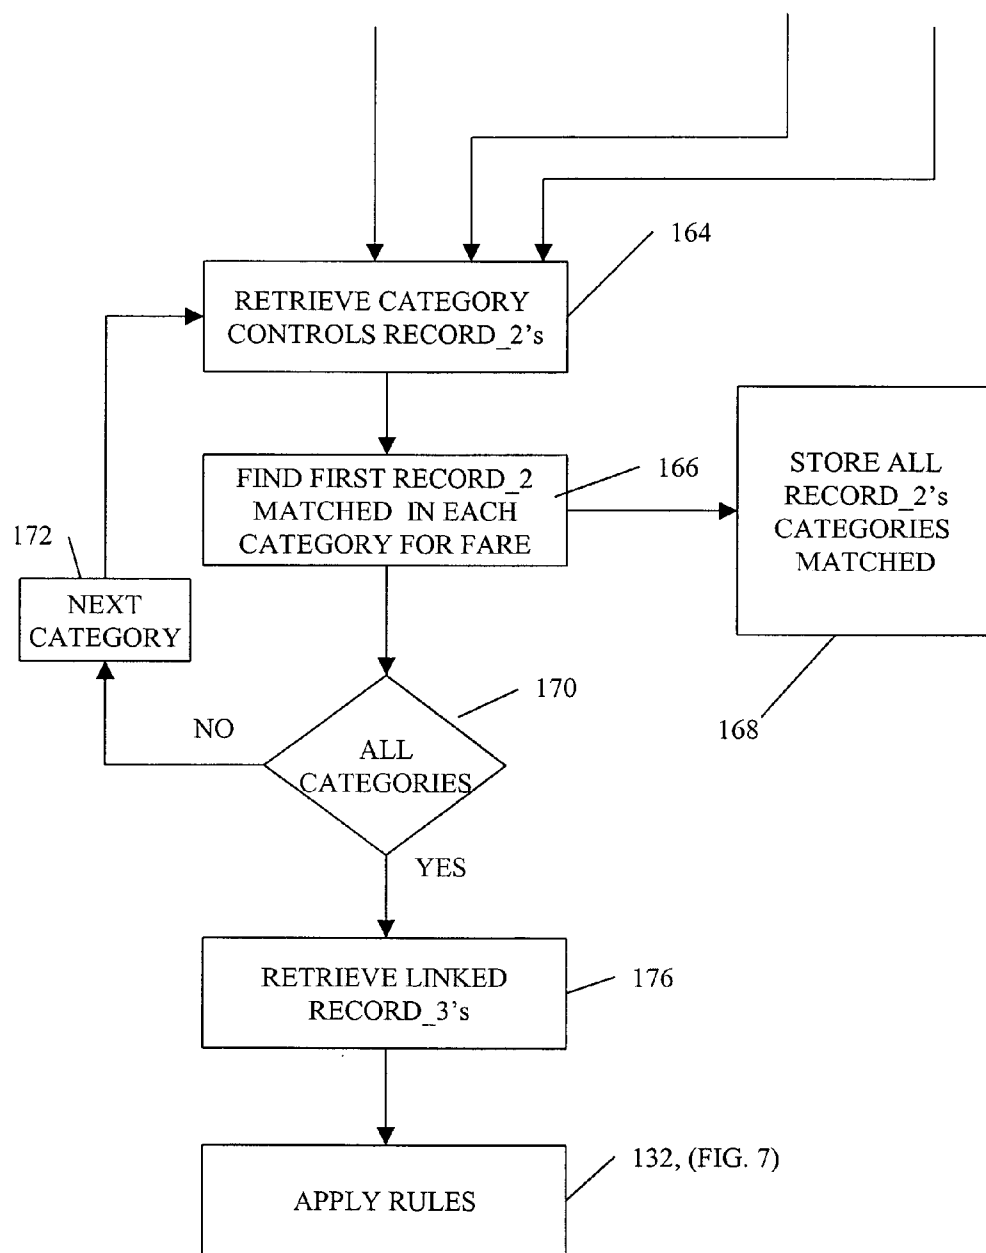 164
RETRIEVE CATEGORY
CONTROLS RECORD_2's
FIND FIRST RECORD_2
MATCHED IN EACH
CATEGORY FOR FARE
166
STORE ALL
RECORD_2's
CATEGORIES
MATCHED
168
172
NEXT
CATEGORY
170
NO
ALL
CATEGORIES
YES
RETRIEVE LINKED
RECORD_3's
176
132, (FIG. 7)
APPLY RULES